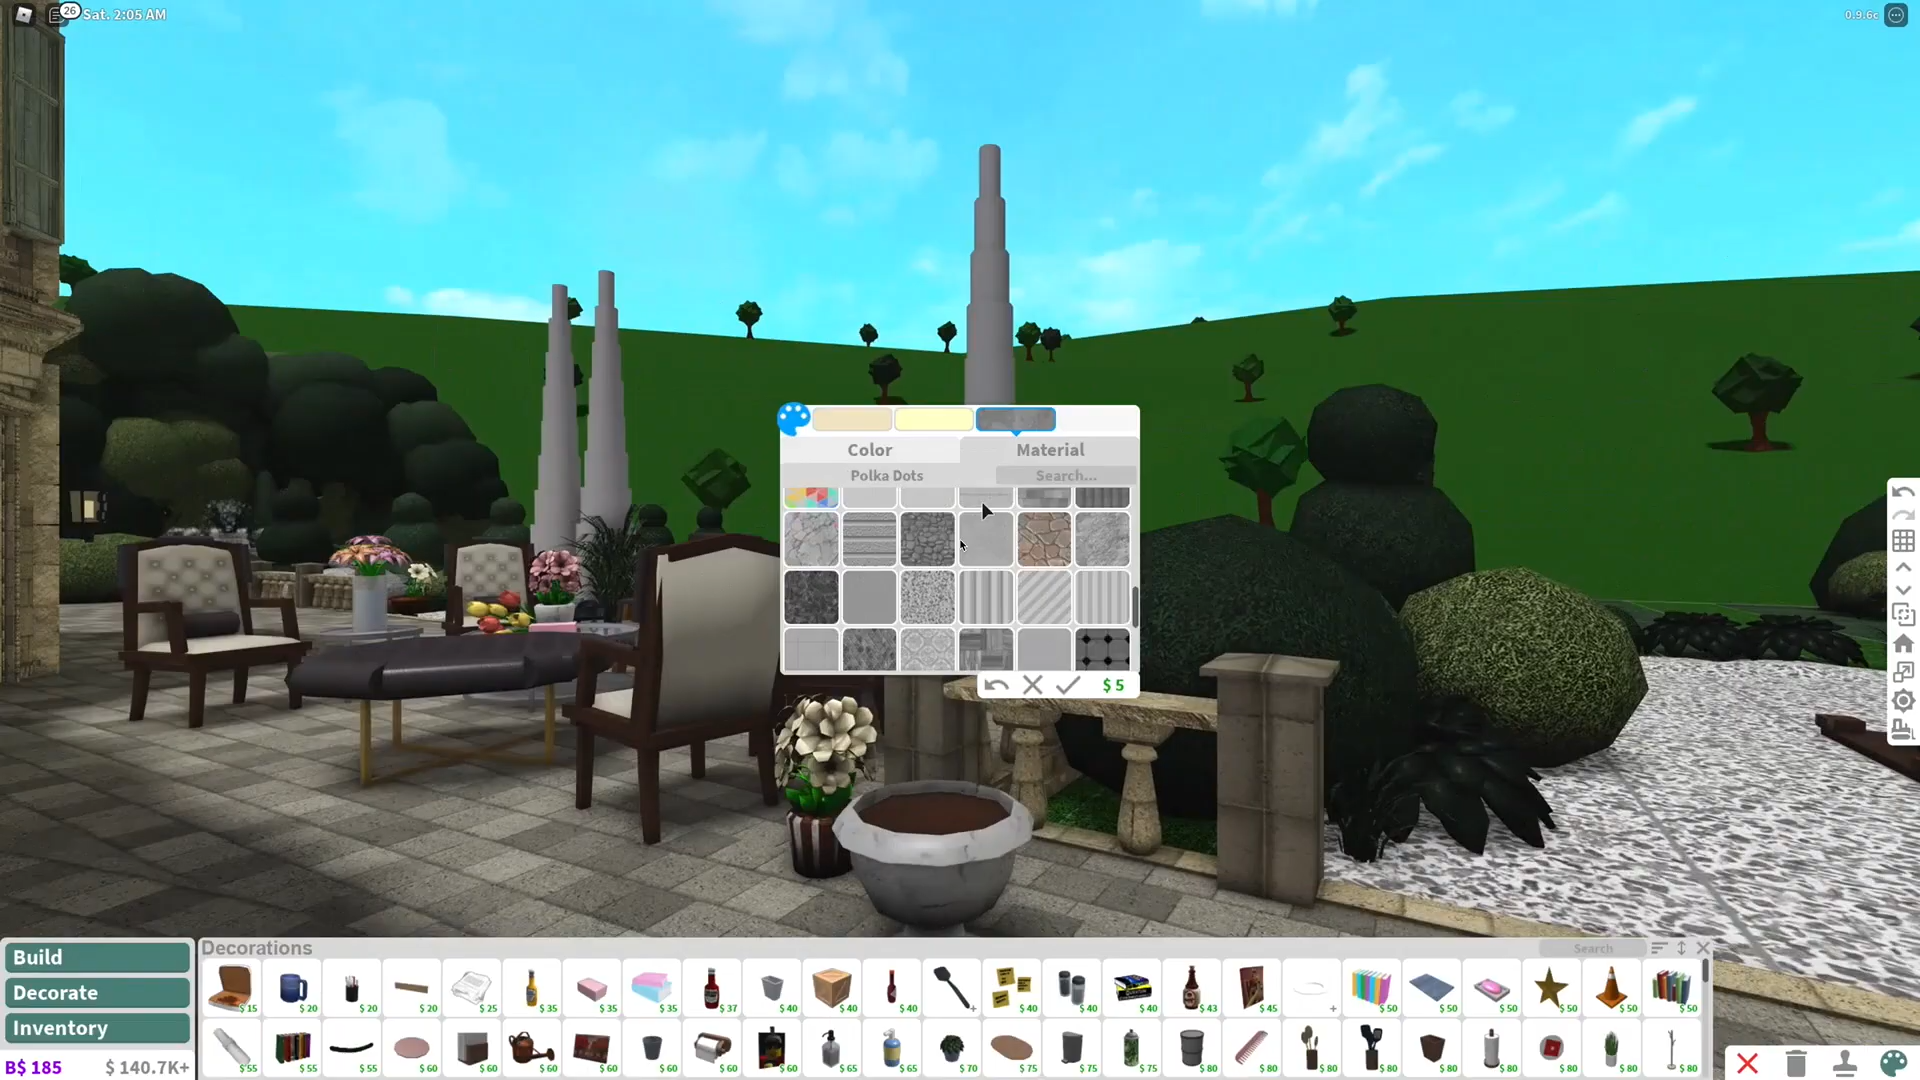 26
Sat. 2:05 AM
0.9.6c
Color
Material
Polka Dots
Search...
$ 5
Build
Decorate
Inventory
B$ 185
$ 140.7K+
Decorations
Search
$ 15 $ 20 $ 20 $ 20 $ 25 $ 35 $ 35 $ 35 $ 37 $ 40 $ 40 $ 40 + $ 40 $ 40 $ 40 $ 43 $ 45 + $ 50 $ 50 $ 50 $ 50 $ 50 $ 50
$ 55 $ 55 $ 55 $ 60 $ 60 $ 60 $ 60 $ 60 $ 60 $ 60 $ 65 $ 65 $ 70 $ 75 $ 75 $ 75 $ 80 $ 80 $ 80 $ 80 $ 80 $ 80 $ 80 $ 80 $ 80